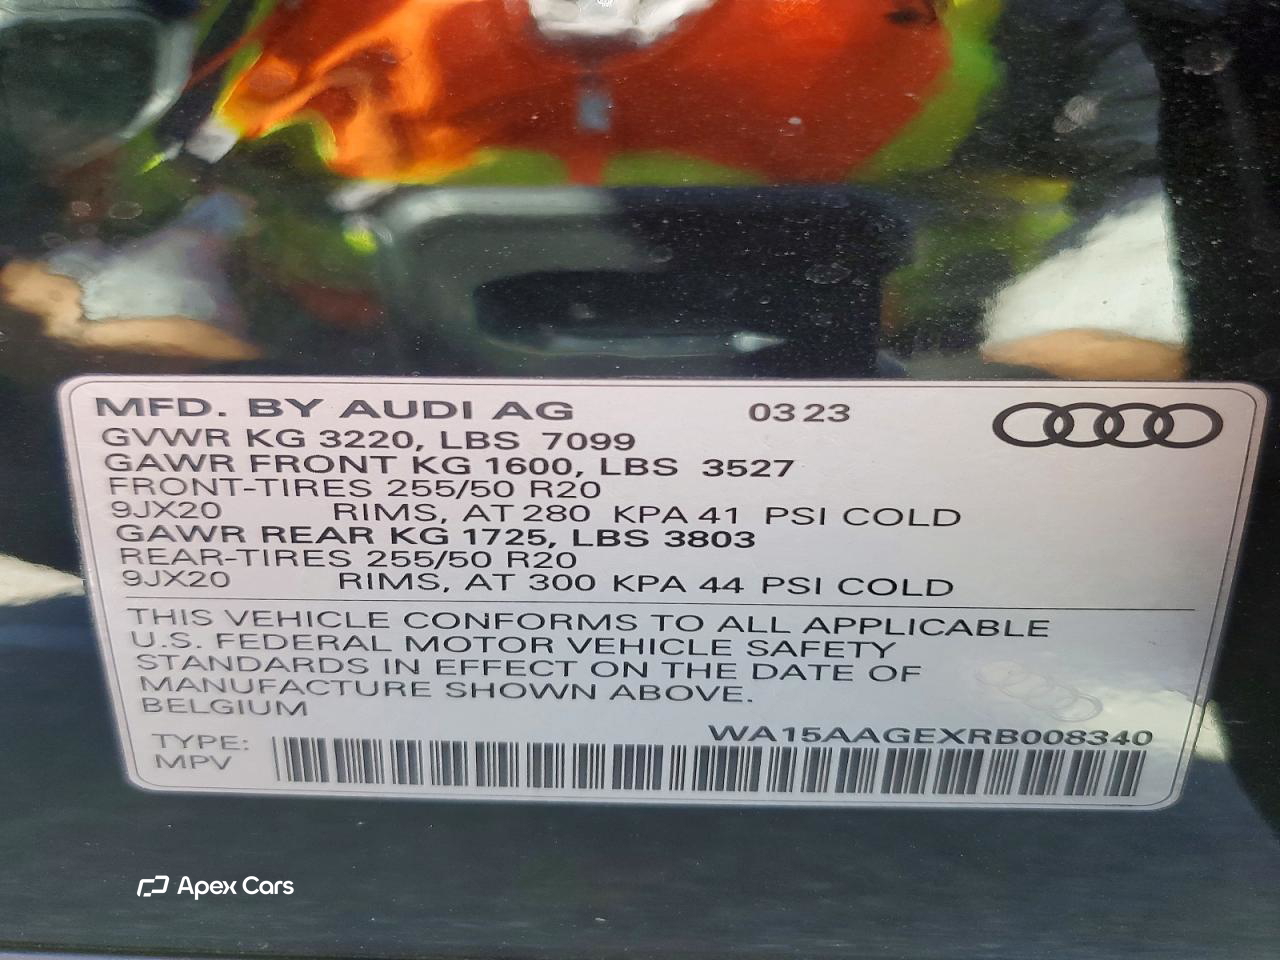 MFD. BY AUDI AG 03 23
GVWR KG 3220, LBS 7099
GAWR FRONT KG 1600, LBS 3527
FRONT-TIRES 255/50 R20
9JX20 RIMS, AT 280 KPA 41 PSI COLD
GAWR REAR KG 1725, LBS 3803
REAR-TIRES 255/50 R20
9JX20 RIMS, AT 300 KPA 44 PSI COLD
THIS VEHICLE CONFORMS TO ALL APPLICABLE
U.S. FEDERAL MOTOR VEHICLE SAFETY
STANDARDS IN EFFECT ON THE DATE OF
MANUFACTURE SHOWN ABOVE.
BELGIUM
WA15AAGEXRB008340
TYPE:
MPV
Apex Cars